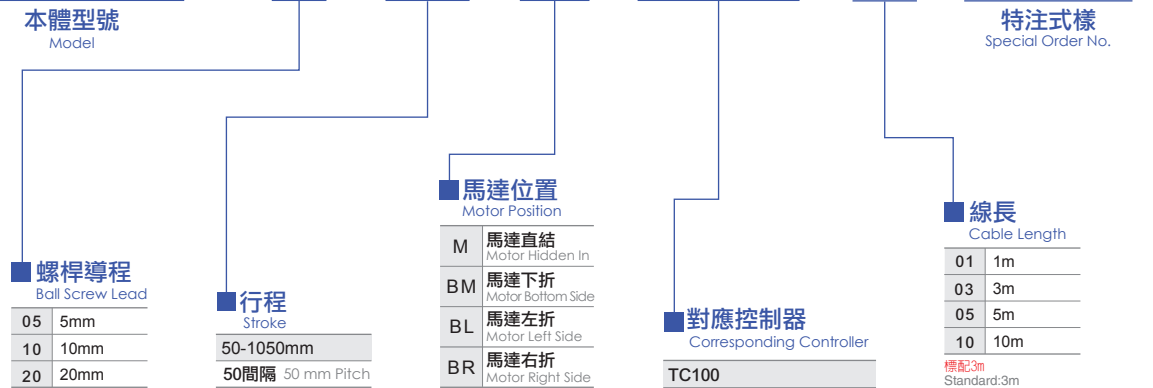 本體型號
Model
特注式樣
Special Order No.
螺桿導程
Ball Screw Lead
05 5mm
10 10mm
20 20mm
行程
Stroke
50-1050mm
50間隔 50 mm Pitch
馬達位置
Motor Position
M 馬達直結
Motor Hidden In
BM 馬達下折
Motor Bottom Side
BL 馬達左折
Motor Left Side
BR 馬達右折
Motor Right Side
對應控制器
Corresponding Controller
TC100
線長
Cable Length
01 1m
03 3m
05 5m
10 10m
標配3m
Standard:3m